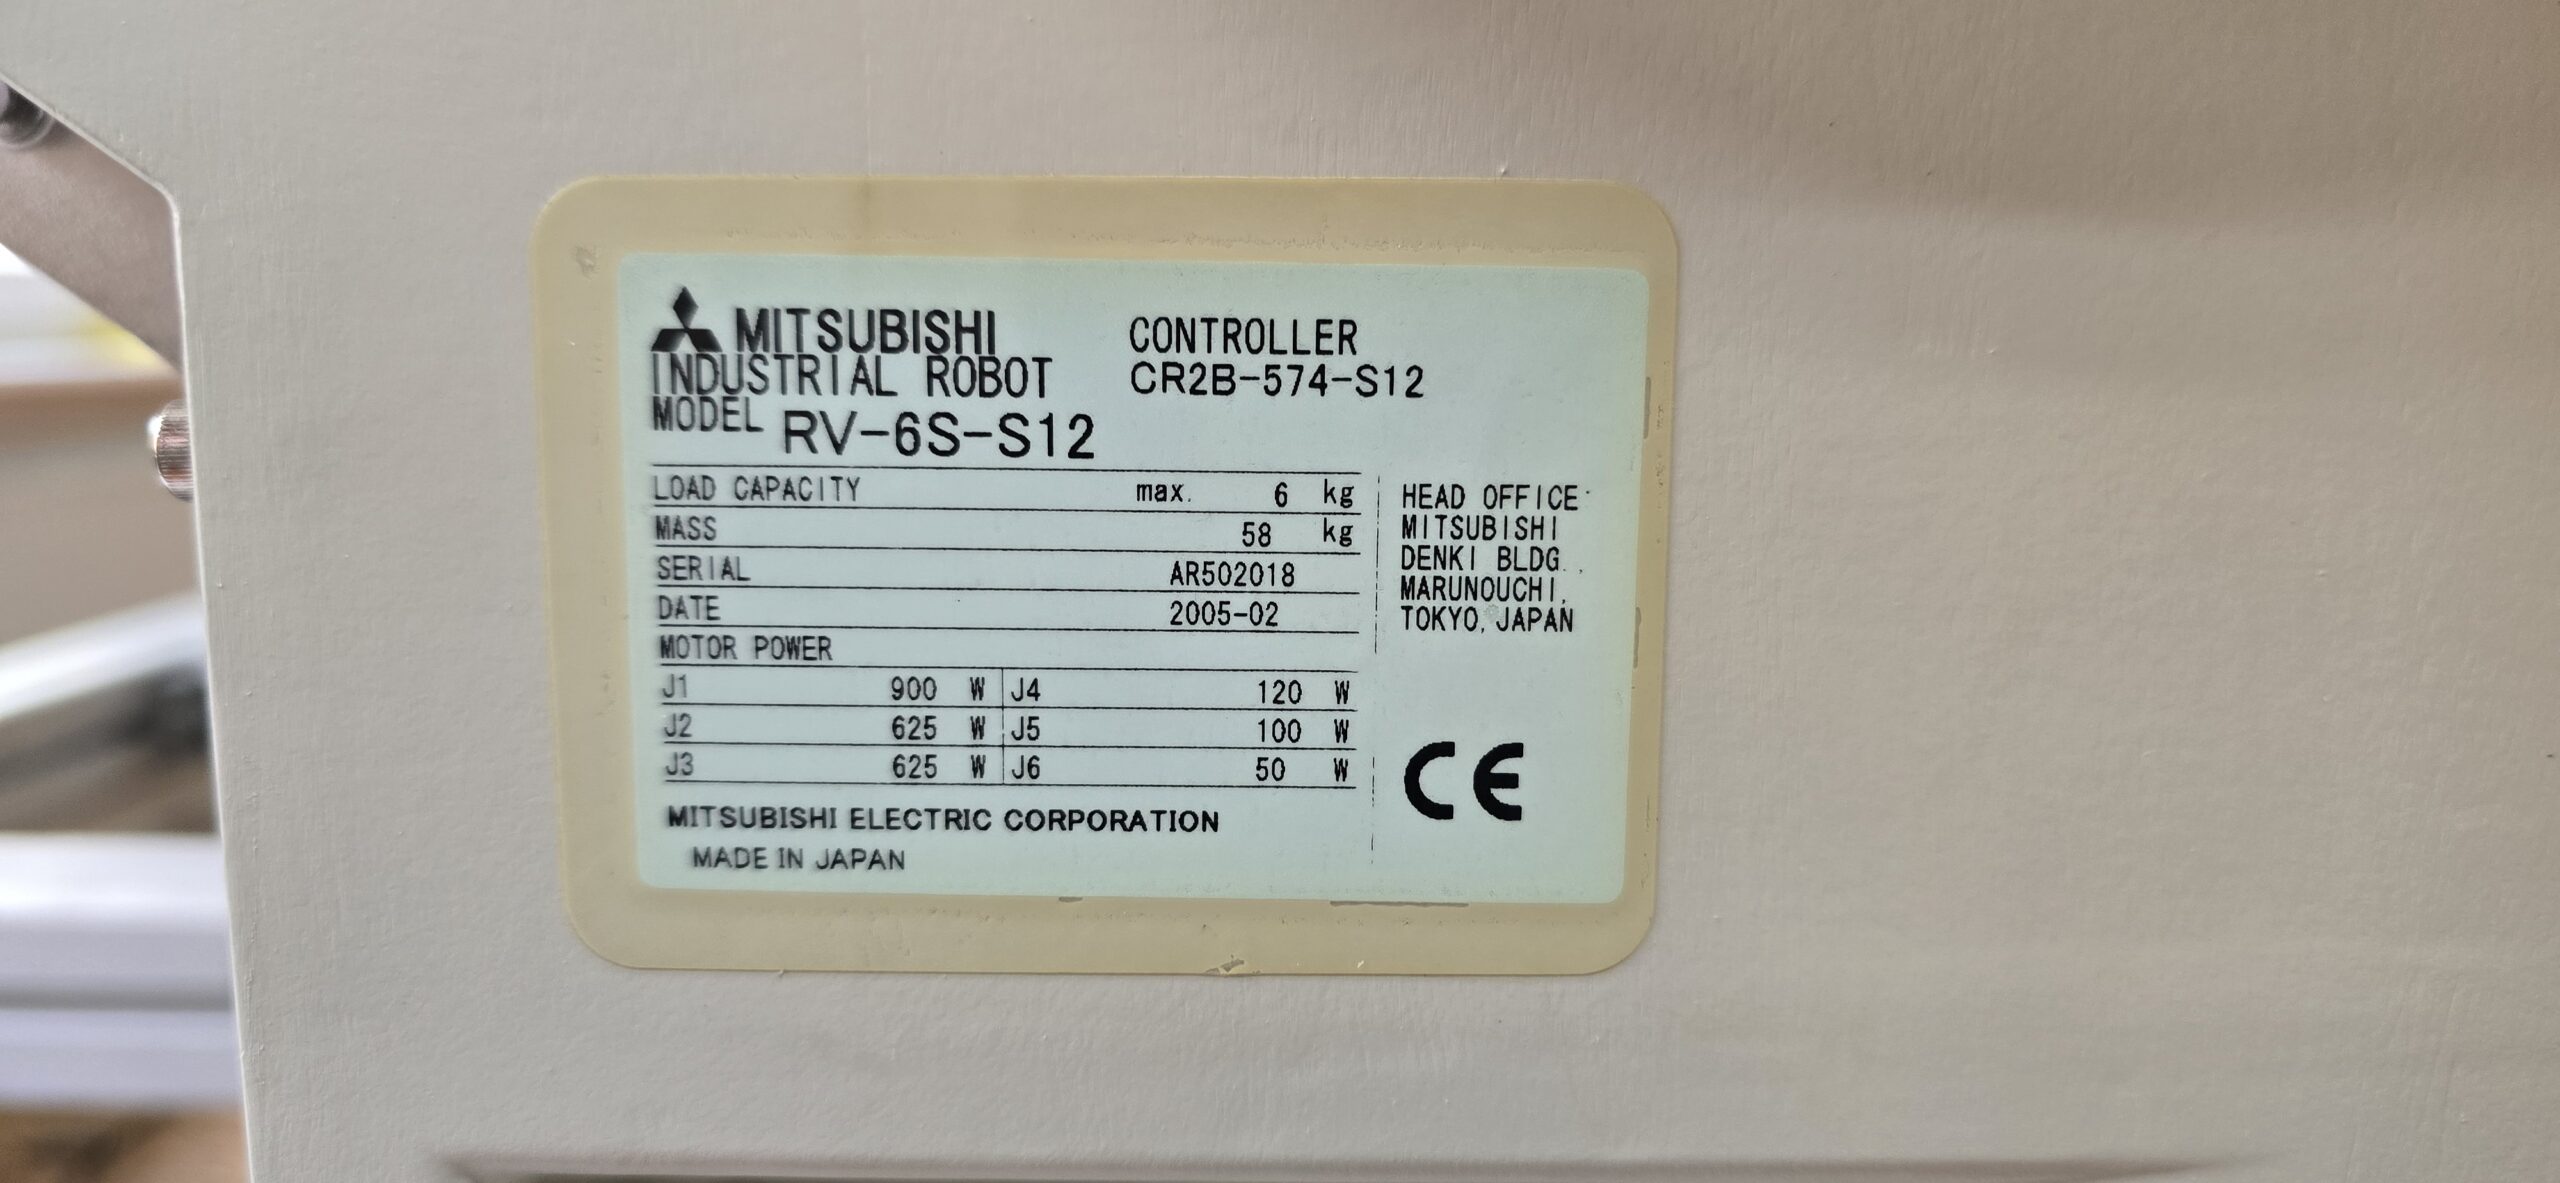 MITSUBISHI
INDUSTRIAL ROBOT
MODEL RV-6S-S12
CONTROLLER
CR2B-574-S12
LOAD CAPACITY max. 6 kg
MASS 58 kg
SERIAL AR502018
DATE 2005-02
MOTOR POWER
J1 900 W J4 120 W
J2 625 W J5 100 W
J3 625 W J6 50 W
MITSUBISHI ELECTRIC CORPORATION
MADE IN JAPAN
HEAD OFFICE
MITSUBISHI
DENKI BLDG.,
MARUNOUCHI,
TOKYO, JAPAN
CE